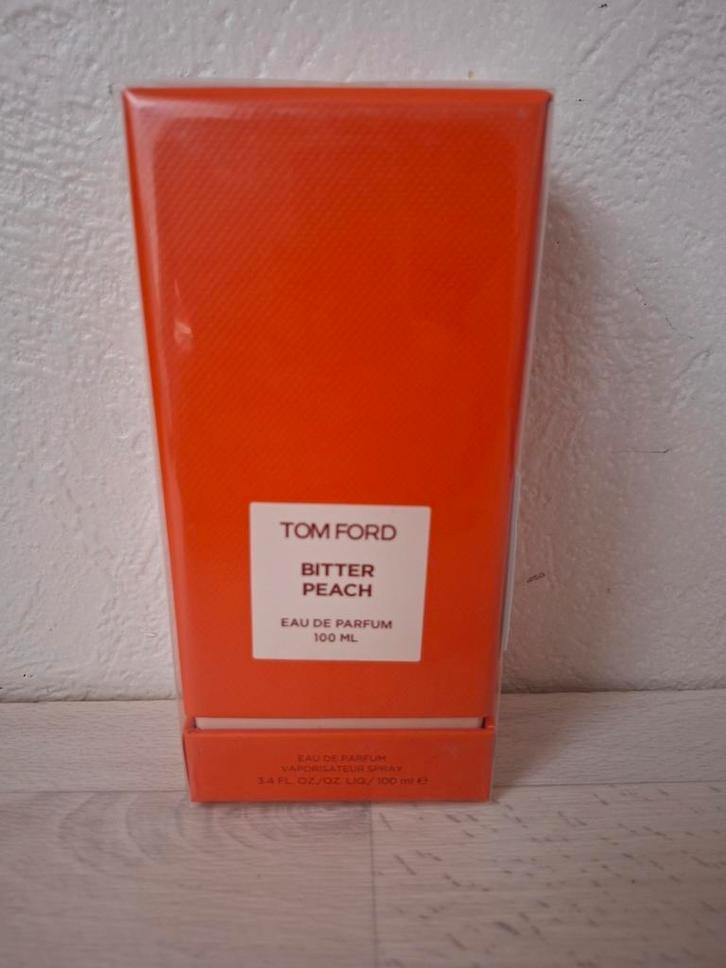 TOM FORD
BITTER
PEACH
EAU DE PARFUM
100 ML
EAU DE PARFUM
VAPORISATEUR SPRAY
3.4 FL. OZ./OZ. LIQ./ 100 ml ℮